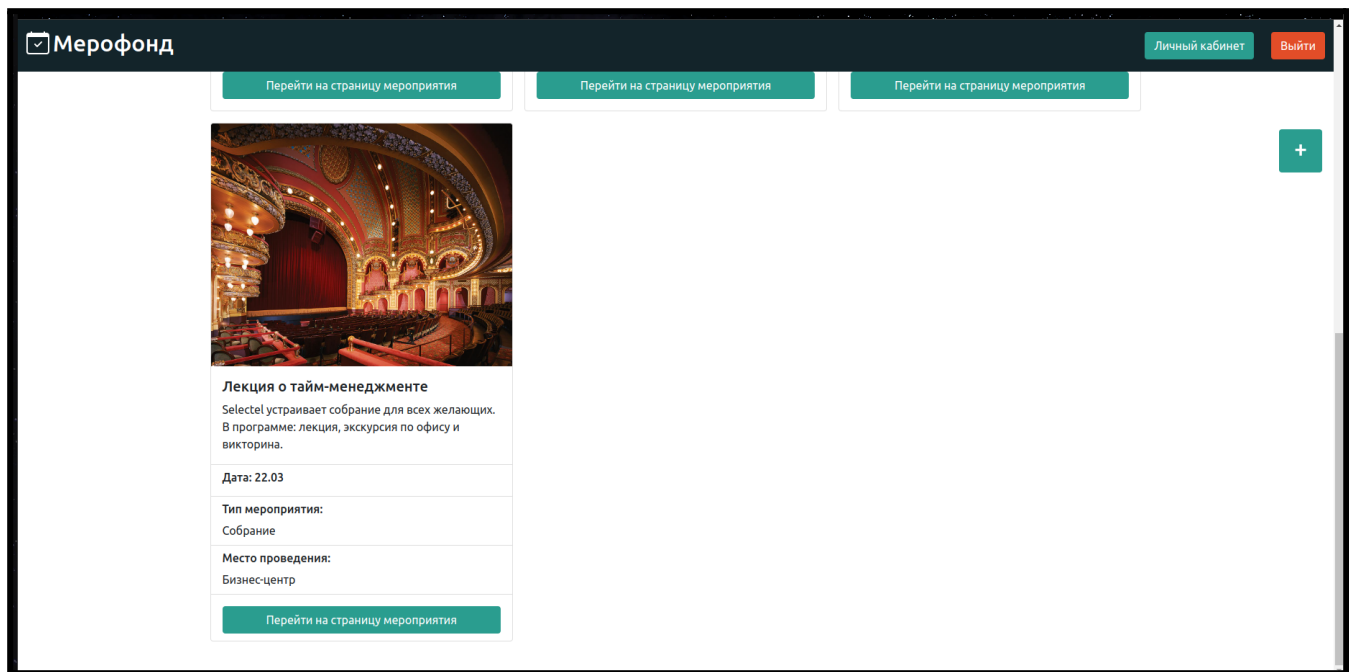 Мерофонд
Личный кабинет
Выйти
Перейти на страницу мероприятия
Перейти на страницу мероприятия
Перейти на страницу мероприятия
+
Лекция о тайм-менеджменте
Selectel устраивает собрание для всех желающих.
В программе: лекция, экскурсия по офису и
викторина.
Дата: 22.03
Тип мероприятия:
Собрание
Место проведения:
Бизнес-центр
Перейти на страницу мероприятия